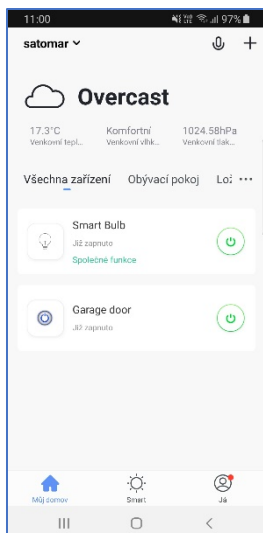 11:00 97%
satomar
Overcast
17.3°C Komfortní 1024.58hPa
Venkovní tepl... Venkovní vlhk... Venkovní tlak...
Všechna zařízení Obývací pokoj Lož ...
Smart Bulb
Již zapnuto
Společné funkce
Garage door
Již zapnuto
Můj domov Smart Já